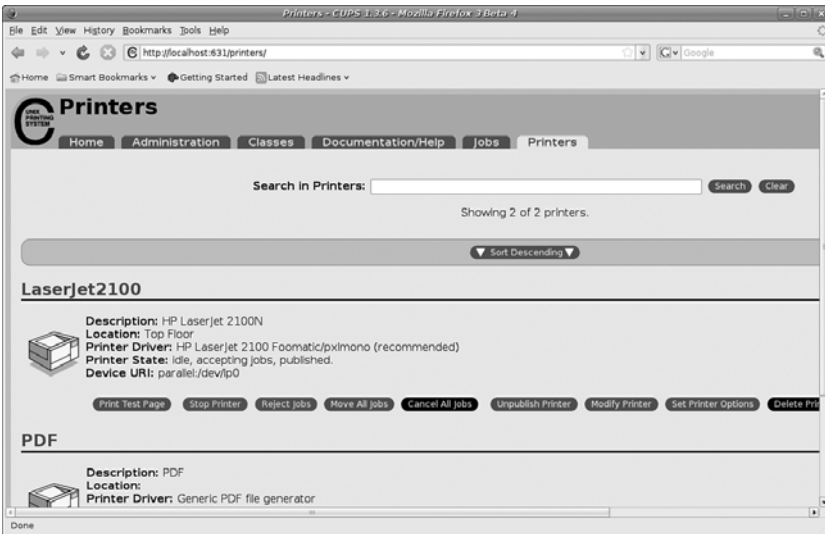 Printers - CUPS 1.3.6 - Mozilla Firefox 3 Beta 4
File Edit View History Bookmarks Tools Help
http://localhost:631/printers/
Google
Home Smart Bookmarks Getting Started Latest Headlines
UNIX
PRINTING
SYSTEM
Printers
Home Administration Classes Documentation/Help Jobs Printers
Search in Printers: Search Clear
Showing 2 of 2 printers.
Sort Descending
LaserJet2100
Description: HP LaserJet 2100N
Location: Top Floor
Printer Driver: HP LaserJet 2100 Foomatic/pxlmono (recommended)
Printer State: idle, accepting jobs, published.
Device URI: parallel:/dev/lp0
Print Test Page Stop Printer Reject Jobs Move All Jobs Cancel All Jobs Unpublish Printer Modify Printer Set Printer Options Delete Prin
PDF
Description: PDF
Location:
Printer Driver: Generic PDF file generator
Done